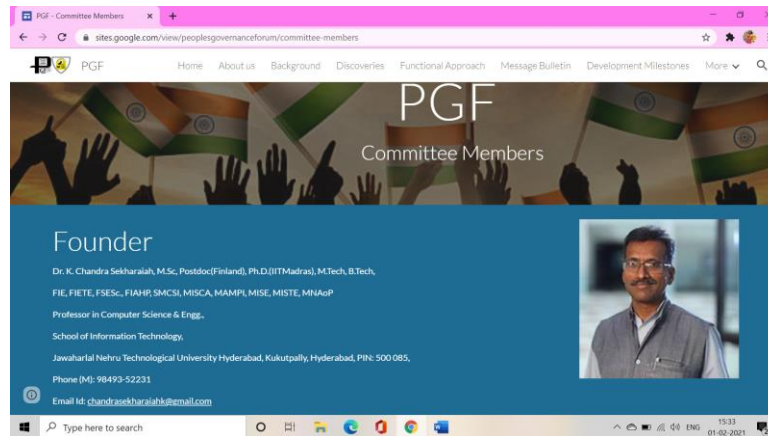 PGF - Committee Members
sites.google.com/view/peoplesgovernanceforum/committee-members
PGF Home About us Background Discoveries Functional Approach Message Bulletin Development Milestones More
PGF
Committee Members
Founder
Dr. K. Chandra Sekharaiah, M.Sc, Postdoc(Finland), Ph.D.(IITMadras), M.Tech, B.Tech,
FIE, FIETE, FSESc., FIAHP, SMCSI, MISCA, MAMPI, MISE, MISTE, MNAoP
Professor in Computer Science & Engg.,
School of Information Technology,
Jawaharlal Nehru Technological University Hyderabad, Kukutpally, Hyderabad, PIN: 500 085,
Phone (M): 98493-52231
Email Id: chandrasekharaiahk@gmail.com
Type here to search
ENG
15:33
01-02-2021